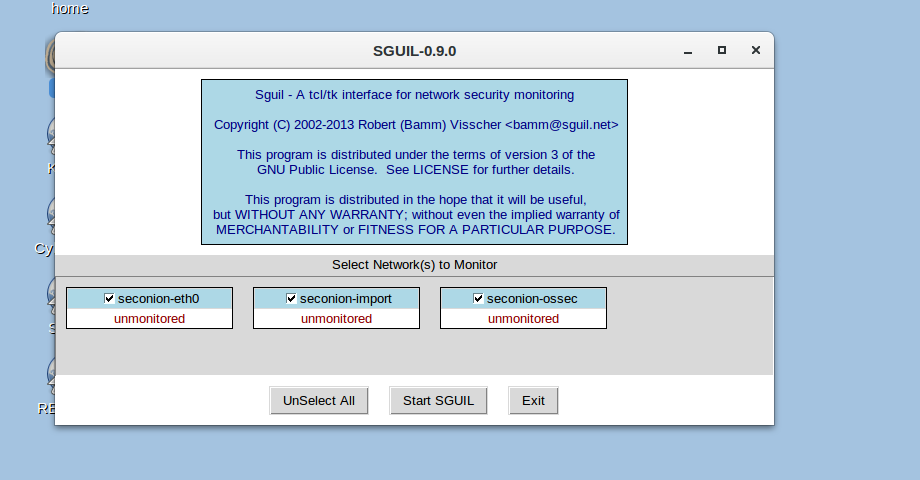 home
SGUIL-0.9.0
Sguil - A tcl/tk interface for network security monitoring
Copyright (C) 2002-2013 Robert (Bamm) Visscher <bamm@sguil.net>
This program is distributed under the terms of version 3 of the
GNU Public License. See LICENSE for further details.
This program is distributed in the hope that it will be useful,
but WITHOUT ANY WARRANTY; without even the implied warranty of
MERCHANTABILITY or FITNESS FOR A PARTICULAR PURPOSE.
Select Network(s) to Monitor
seconion-eth0 seconion-import seconion-ossec
unmonitored unmonitored unmonitored
UnSelect All Start SGUIL Exit